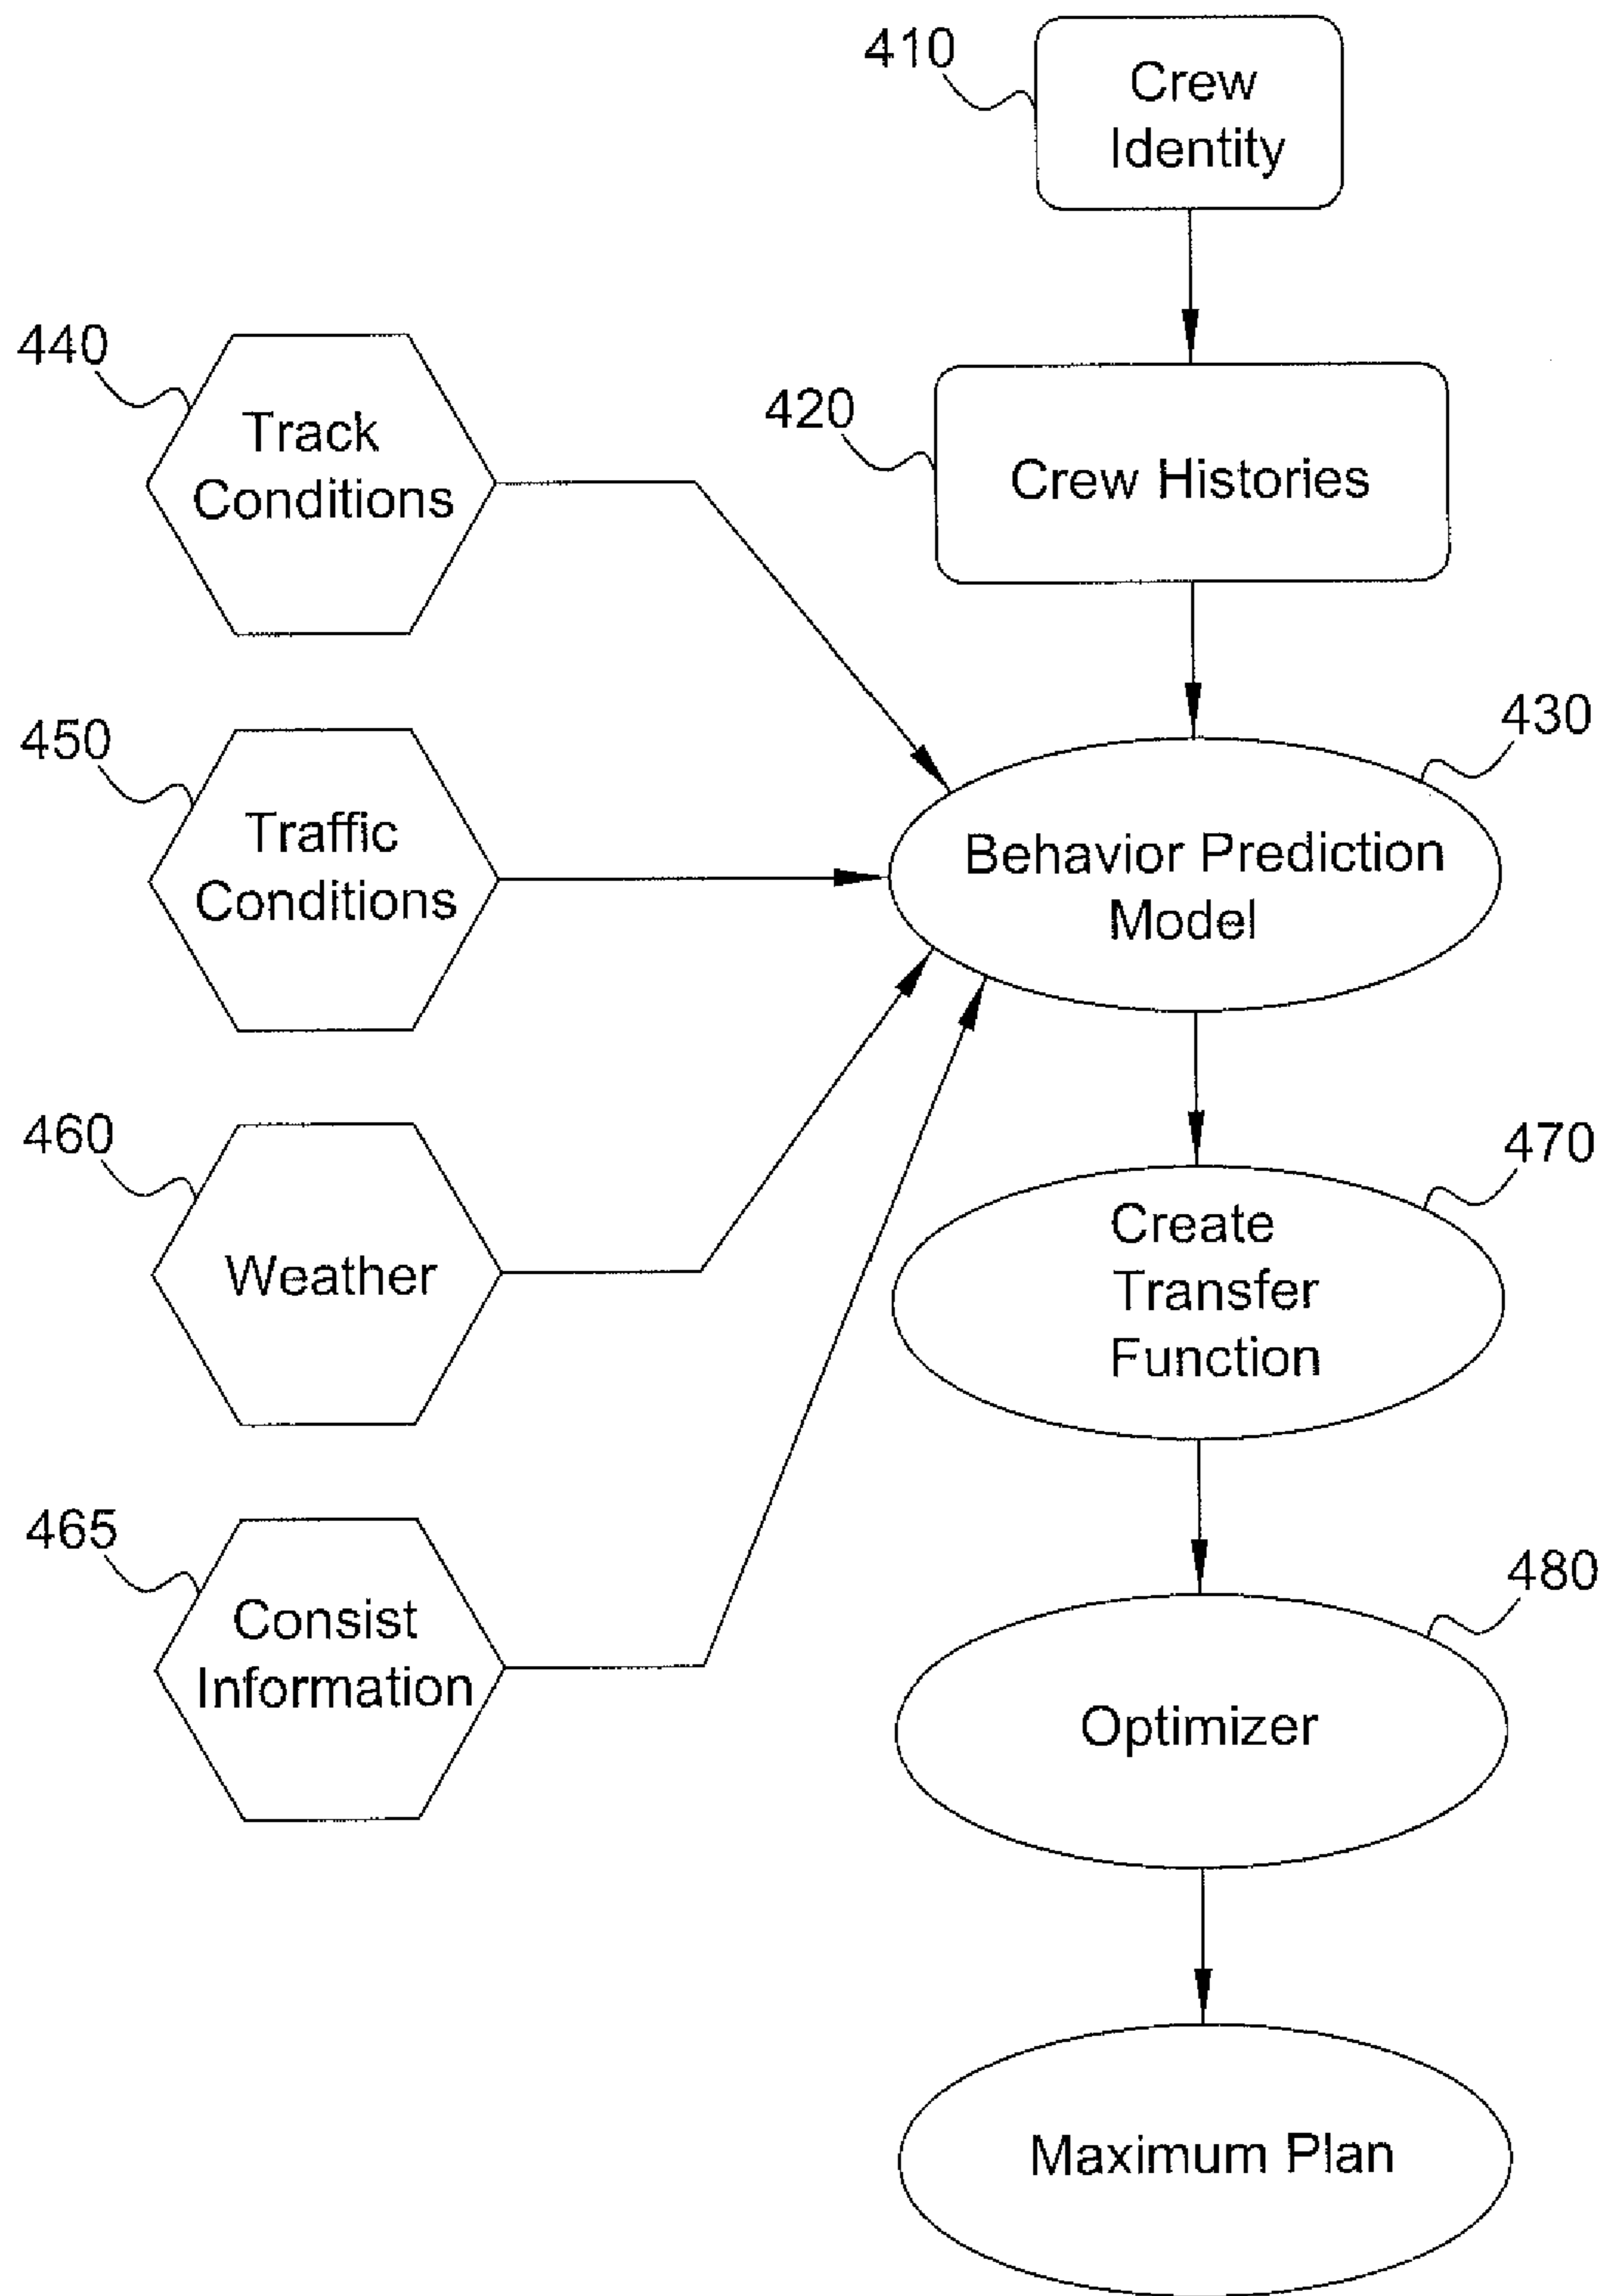 410
Crew
Identity
440
Track
Conditions
420
Crew Histories
450
Traffic
Conditions
430
Behavior Prediction
Model
460
Weather
470
Create
Transfer
Function
465
Consist
Information
480
Optimizer
Maximum Plan